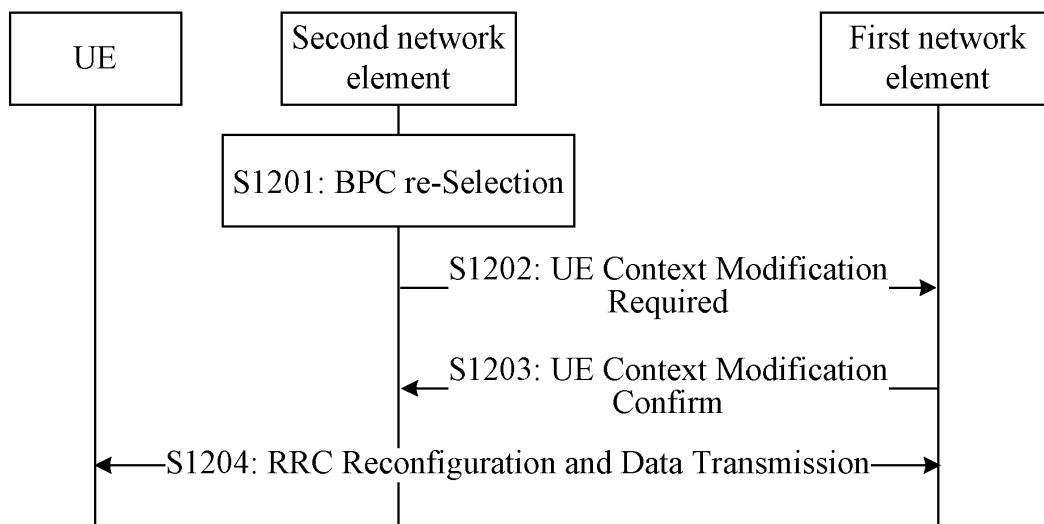 UE
Second network
element
First network
element
S1201: BPC re-Selection
S1202: UE Context Modification
Required
S1203: UE Context Modification
Confirm
S1204: RRC Reconfiguration and Data Transmission